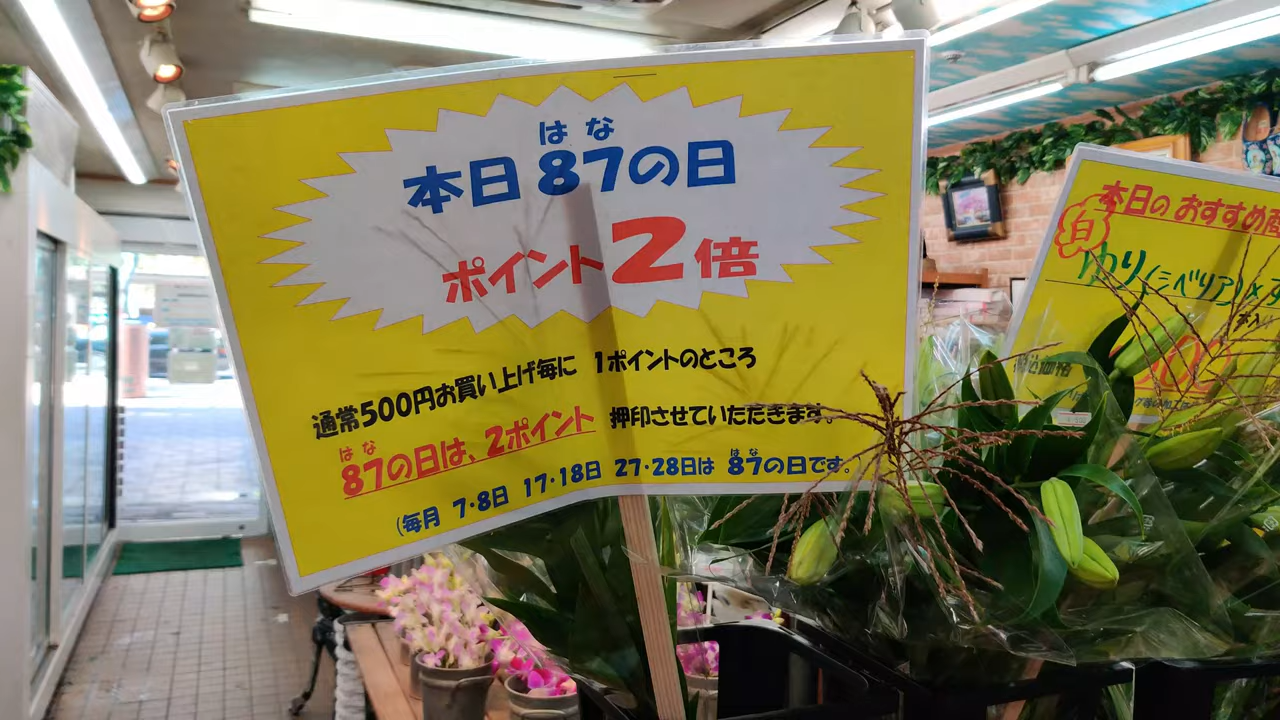 はな
本日 87の日
ポイント2倍
通常500円お買い上げ毎に 1ポイントのところ
はな
87の日は、2ポイント 押印させていただきます。
はな
(毎月 7・8日 17・18日 27・28日は 87の日です。
本日の おすすめ商
白
ゆり(シベリア)